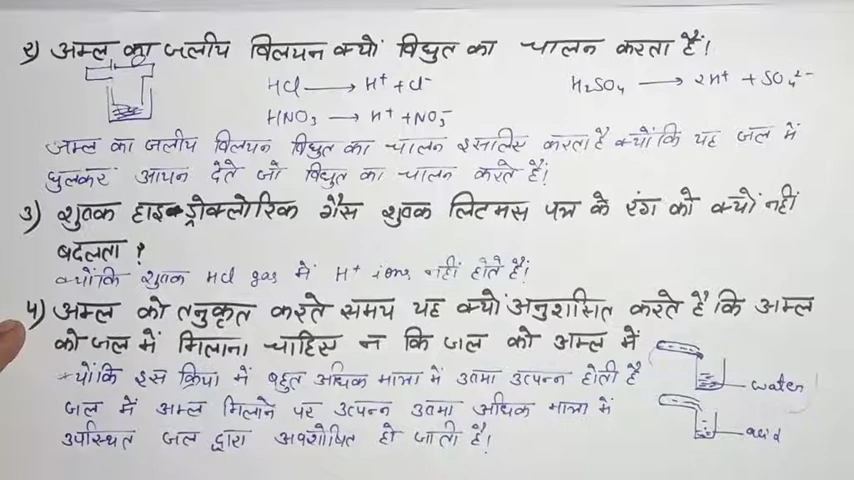 2) अम्ल का जलीय विलयन क्यों विधुत का चालन करता है।
HCl ⟶ H⁺ + Cl⁻
H₂SO₄ ⟶ 2H⁺ + SO₄²⁻
HNO₃ ⟶ H⁺ + NO₃⁻
अम्ल का जलीय विलयन विधुत का चालन इसलिए करता है क्योंकि यह जल में
घुलकर आयन देते जो विधुत का चालन करते हैं।
3) शुष्क हाइड्रोक्लोरिक गैस शुष्क लिटमस पत्र के रंग को क्यों नहीं
बदलता ?
क्योंकि शुष्क HCl gas में H⁺ ions नहीं होते हैं।
4) अम्ल को तनुकृत करते समय यह क्यों अनुशासित करते है कि अम्ल
को जल में मिलाना चाहिए न कि जल को अम्ल में
क्योंकि इस क्रिया में बहुत अधिक मात्रा में उष्मा उत्पन्न होती है
water
जल में अम्ल मिलाने पर उत्पन्न उष्मा अधिक मात्रा में
उपस्थित जल द्वारा अवशोषित हो जाती है।
acid